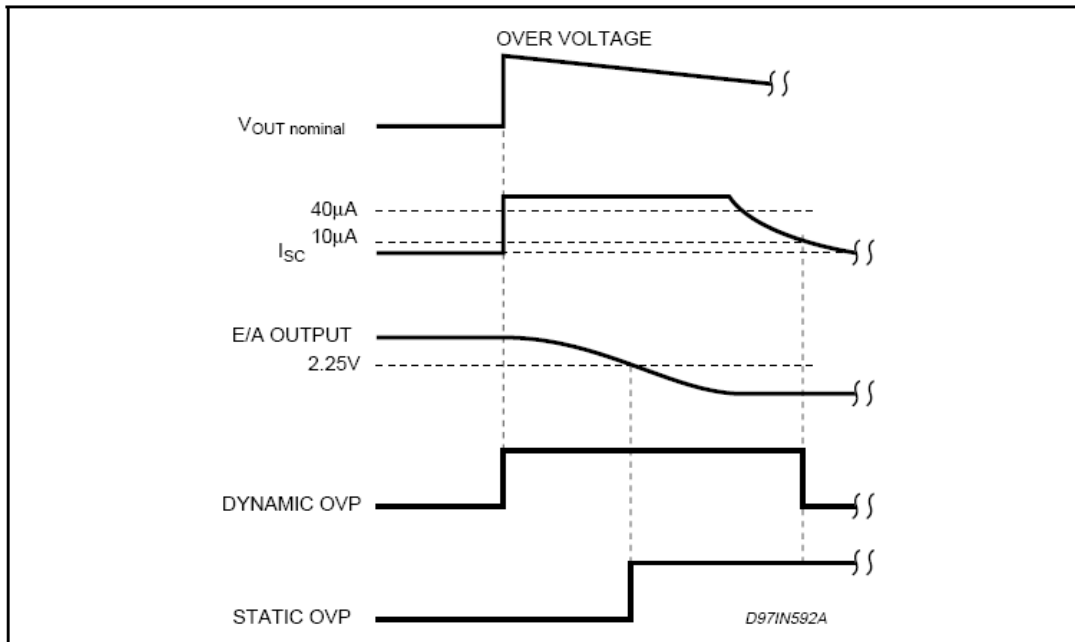 OVER VOLTAGE
VOUT nominal
40µA
10µA
ISC
E/A OUTPUT
2.25V
DYNAMIC OVP
STATIC OVP
D97IN592A